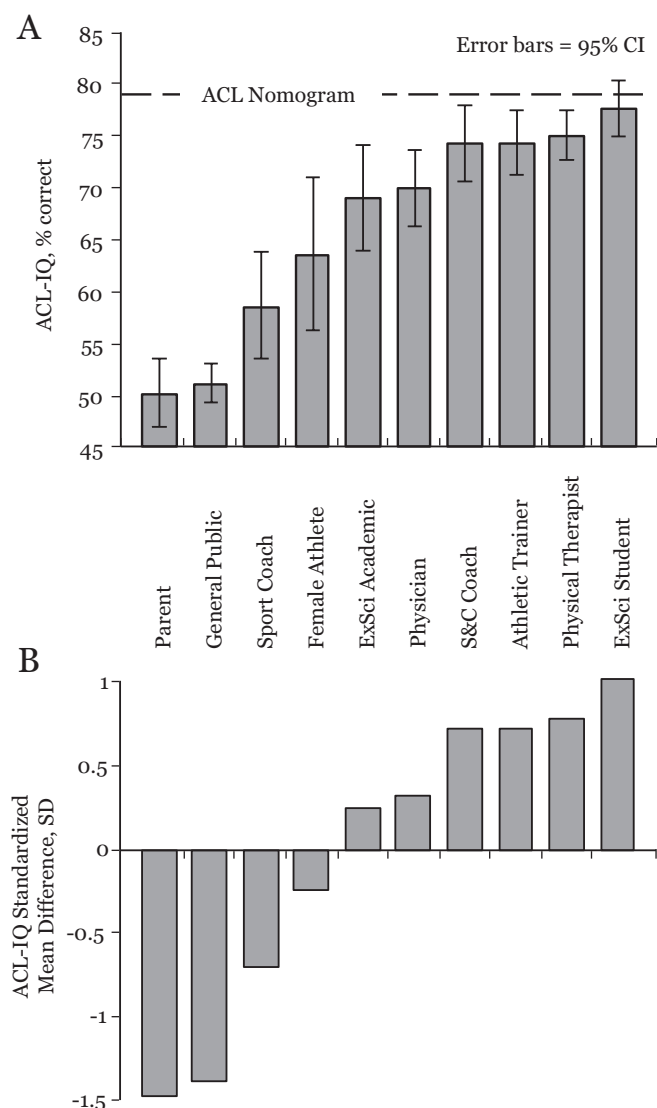 A
85
80
75
70
65
60
55
50
45
ACL-IQ, % correct
Error bars = 95% CI
ACL Nomogram
Parent
General Public
Sport Coach
Female Athlete
ExSci Academic
Physician
S&C Coach
Athletic Trainer
Physical Therapist
ExSci Student
B
1
0.5
0
-0.5
-1
-1.5
ACL-IQ Standardized
Mean Difference, SD